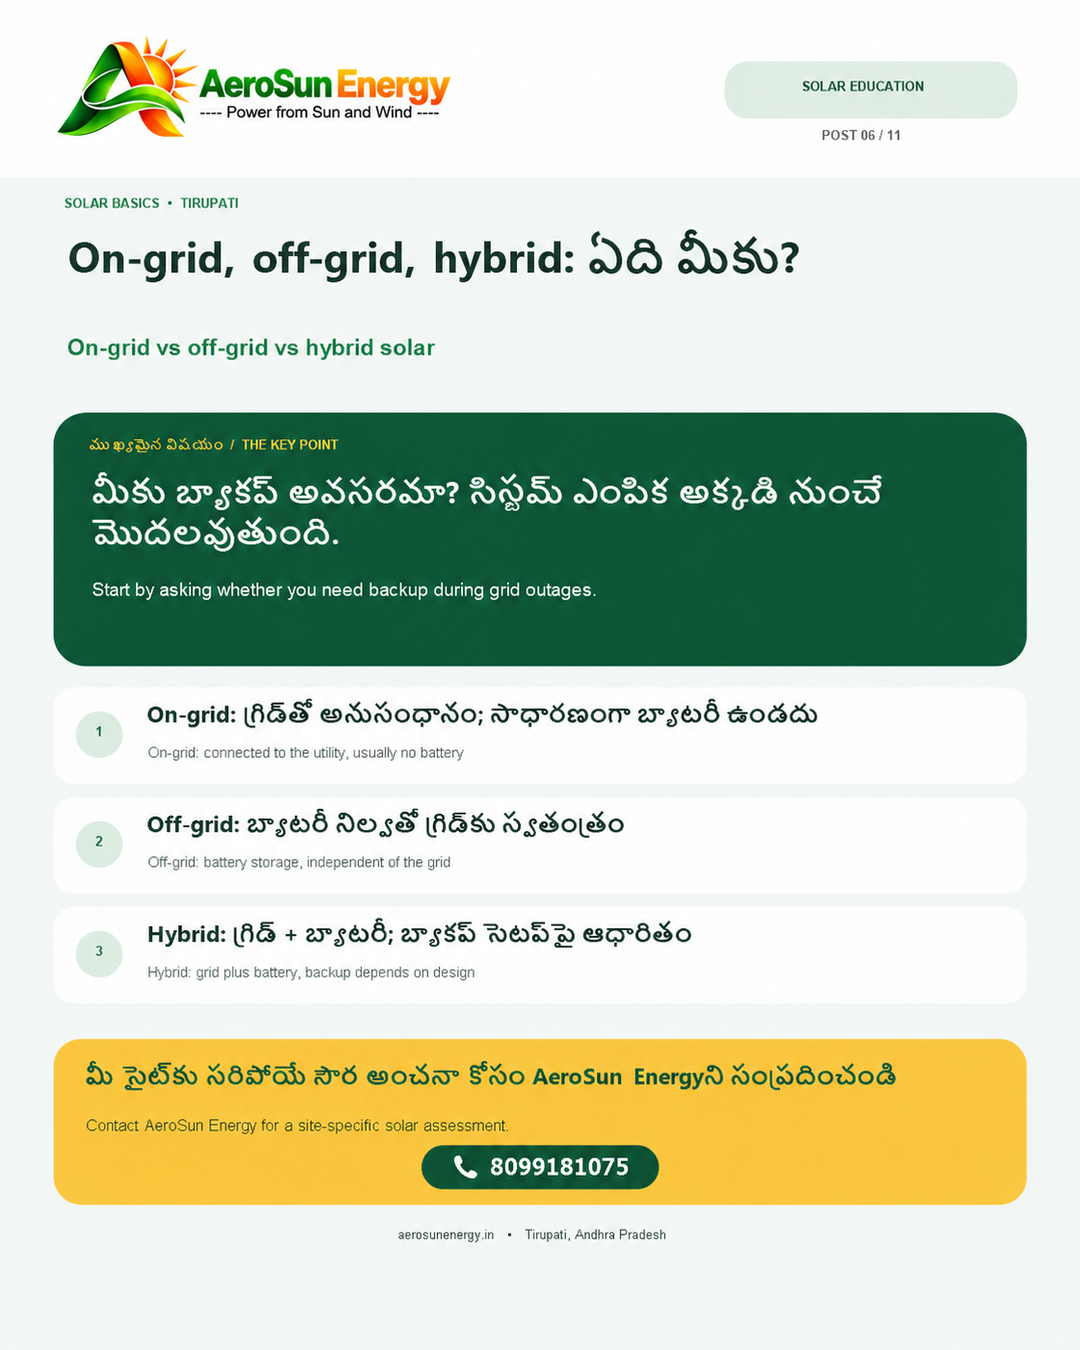 AeroSun Energy
---- Power from Sun and Wind ----
SOLAR EDUCATION
POST 06 / 11
SOLAR BASICS • TIRUPATI
On-grid, off-grid, hybrid: ఏది మీకు?
On-grid vs off-grid vs hybrid solar
ముఖ్యమైన విషయం / THE KEY POINT
మీకు బ్యాకప్ అవసరమా? సిస్టమ్ ఎంపిక అక్కడి నుంచే
మొదలవుతుంది.
Start by asking whether you need backup during grid outages.
1
On-grid: గ్రిడ్‌తో అనుసంధానం; సాధారణంగా బ్యాటరీ ఉండదు
On-grid: connected to the utility, usually no battery
2
Off-grid: బ్యాటరీ నిల్వతో గ్రిడ్‌కు స్వతంత్రం
Off-grid: battery storage, independent of the grid
3
Hybrid: గ్రిడ్ + బ్యాటరీ; బ్యాకప్ సెటప్‌పై ఆధారితం
Hybrid: grid plus battery, backup depends on design
మీ సైట్‌కు సరిపోయే సౌర అంచనా కోసం AeroSun Energyని సంప్రదించండి
Contact AeroSun Energy for a site-specific solar assessment.
8099181075
aerosunenergy.in • Tirupati, Andhra Pradesh